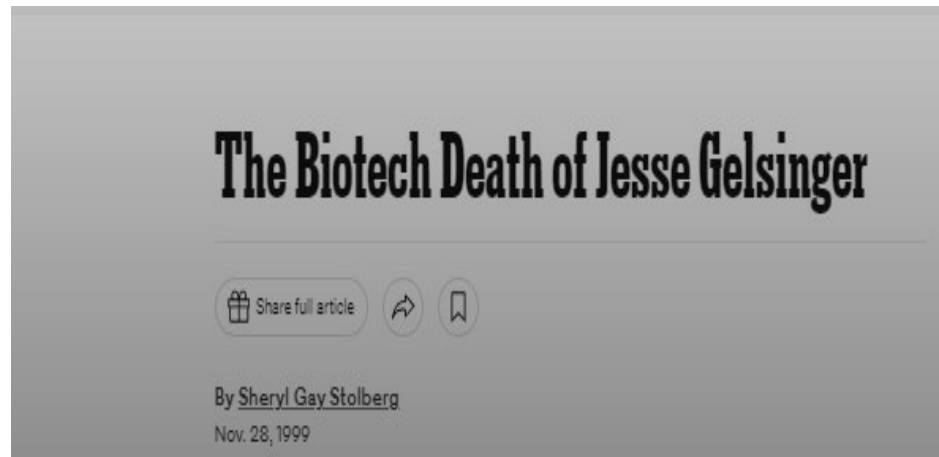 The Biotech Death of Jesse Gelsinger
Share full article
By Sheryl Gay Stolberg
Nov. 28, 1999